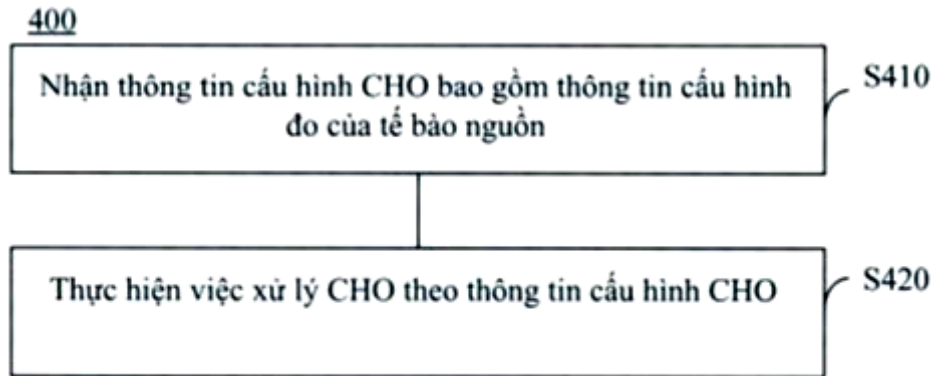 400
Nhận thông tin cấu hình CHO bao gồm thông tin cấu hình
đo của tế bào nguồn
S410
Thực hiện việc xử lý CHO theo thông tin cấu hình CHO
S420